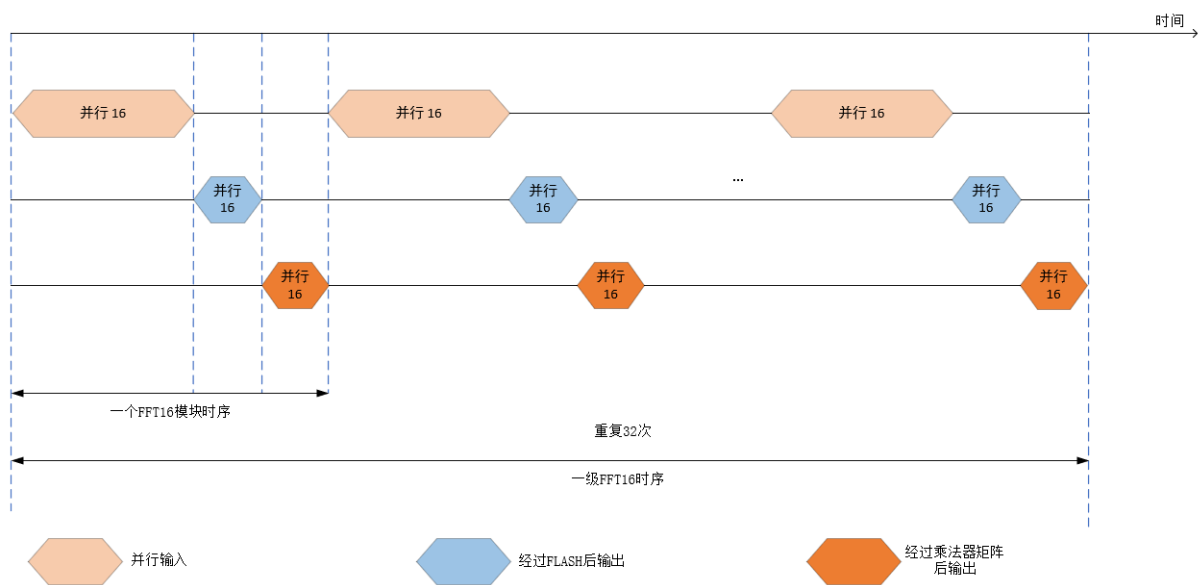 时间
并行 16
并行 16
并行 16
并行
16
并行
16
...
并行
16
并行
16
并行
16
并行
16
一个FFT16模块时序
重复32次
一级FFT16时序
并行输入
经过FLASH后输出
经过乘法器矩阵
后输出